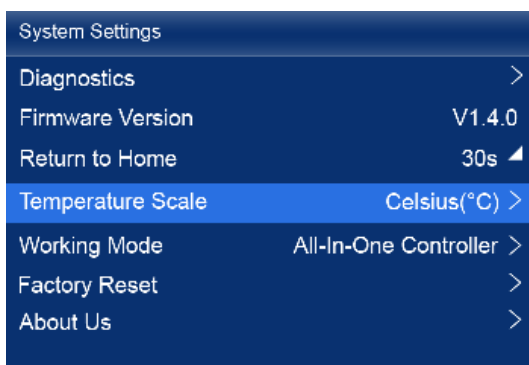 System Settings
Diagnostics >
Firmware Version V1.4.0
Return to Home 30s
Temperature Scale Celsius(°C) >
Working Mode All-In-One Controller >
Factory Reset >
About Us >